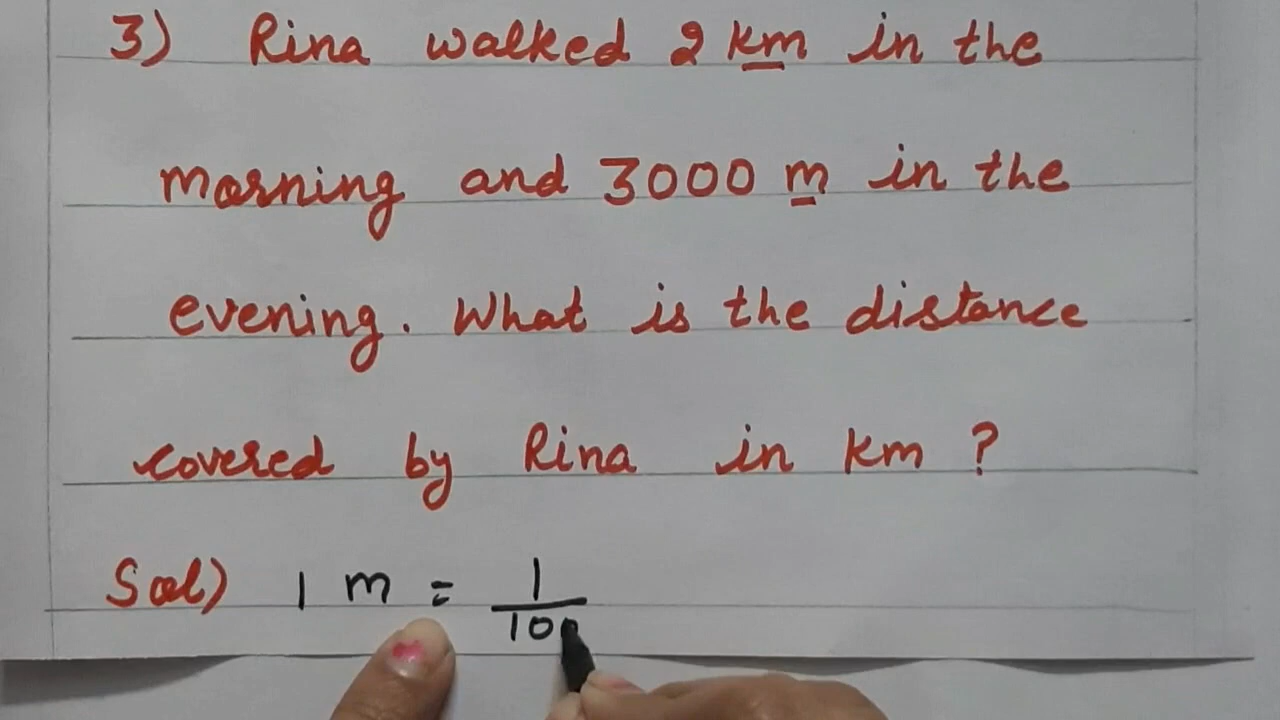 3) Rina walked 2 km in the
morning and 3000 m in the
evening. What is the distance
covered by Rina in km ?
Sol) 1 m = 1/100